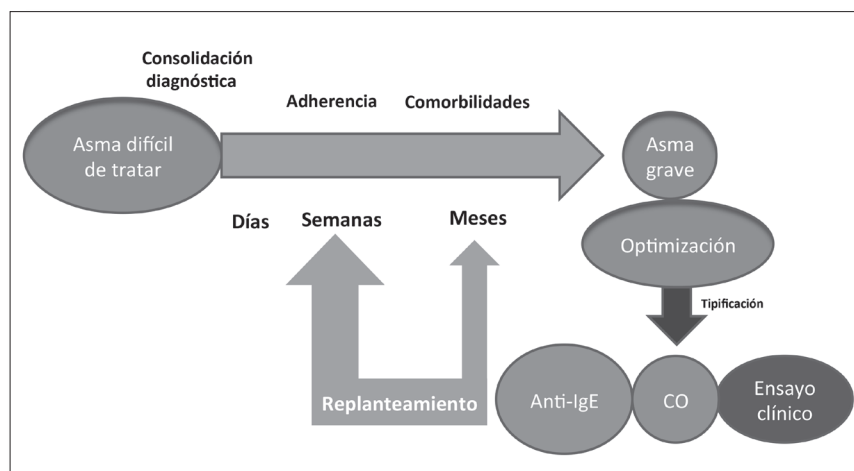 Consolidación
diagnóstica
Adherencia
Comorbilidades
Asma difícil
de tratar
Asma
grave
Días
Semanas
Meses
Optimización
Tipificación
Replanteamiento
Anti-IgE
CO
Ensayo
clínico